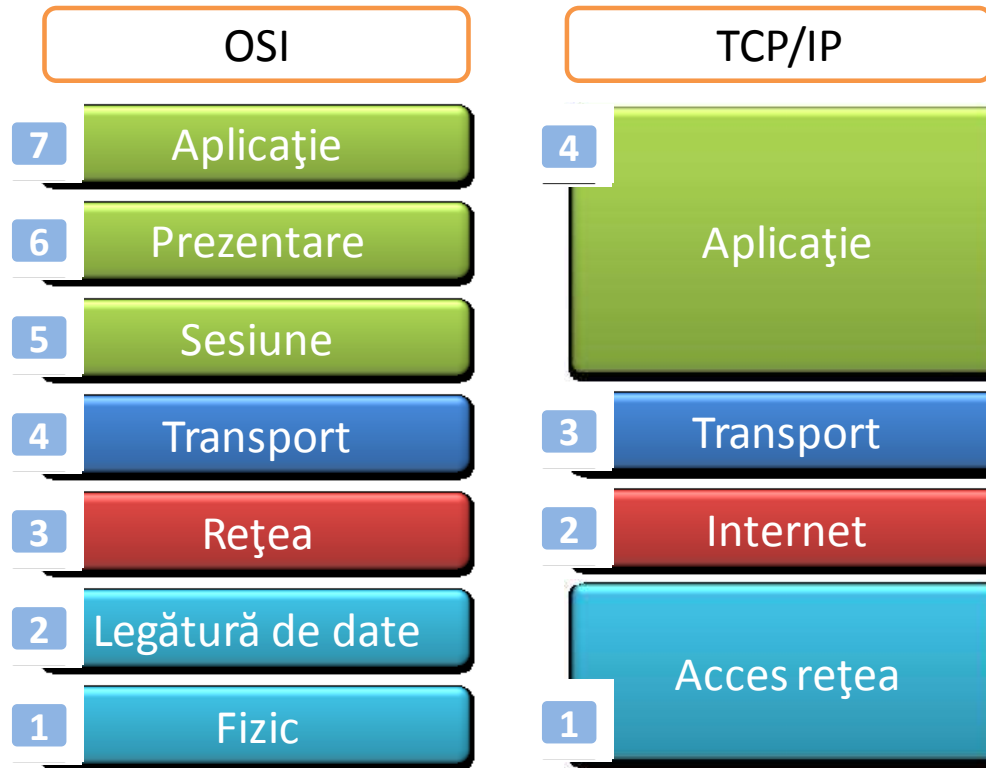 OSI
TCP/IP
7
Aplicaţie
6
Prezentare
5
Sesiune
4
Transport
3
Reţea
2
Legătură de date
1
Fizic
4
Aplicaţie
3
Transport
2
Internet
Acces reţea
1